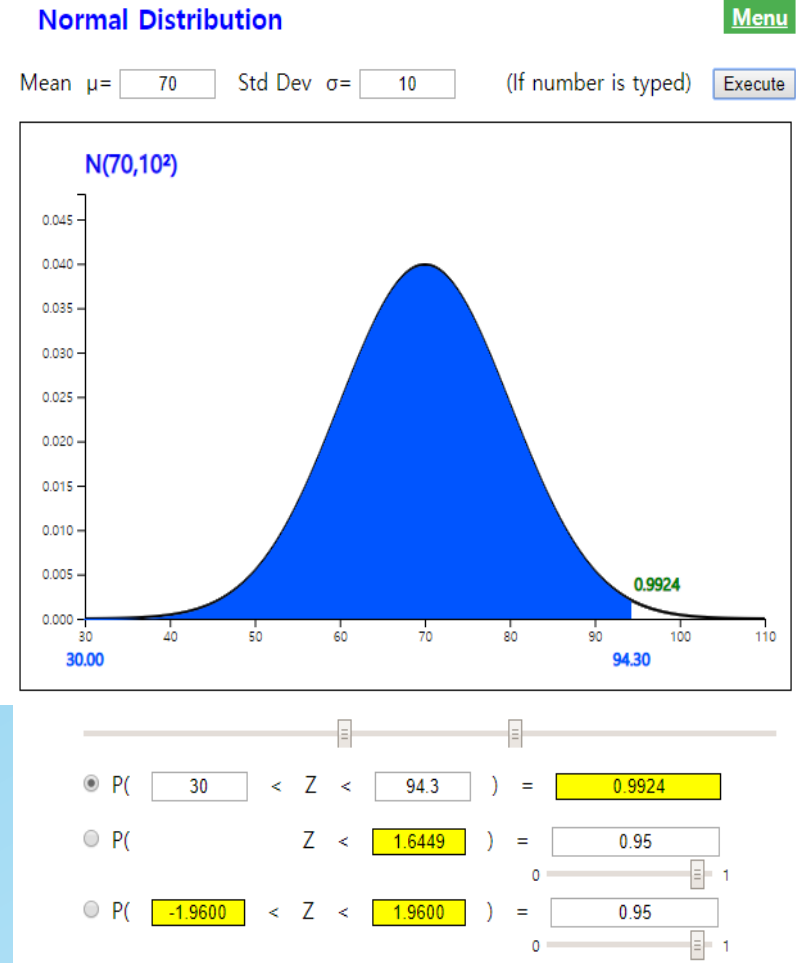 Normal Distribution Menu
Mean μ= 70 Std Dev σ= 10 (If number is typed) Execute
N(70,10²)
0.045
0.040
0.035
0.030
0.025
0.020
0.015
0.010
0.005
0.9924
0.000
30 40 50 60 70 80 90 100 110
30.00 94.30
P( 30 < Z < 94.3 ) = 0.9924
P( Z < 1.6449 ) = 0.95
0 1
P( -1.9600 < Z < 1.9600 ) = 0.95
0 1